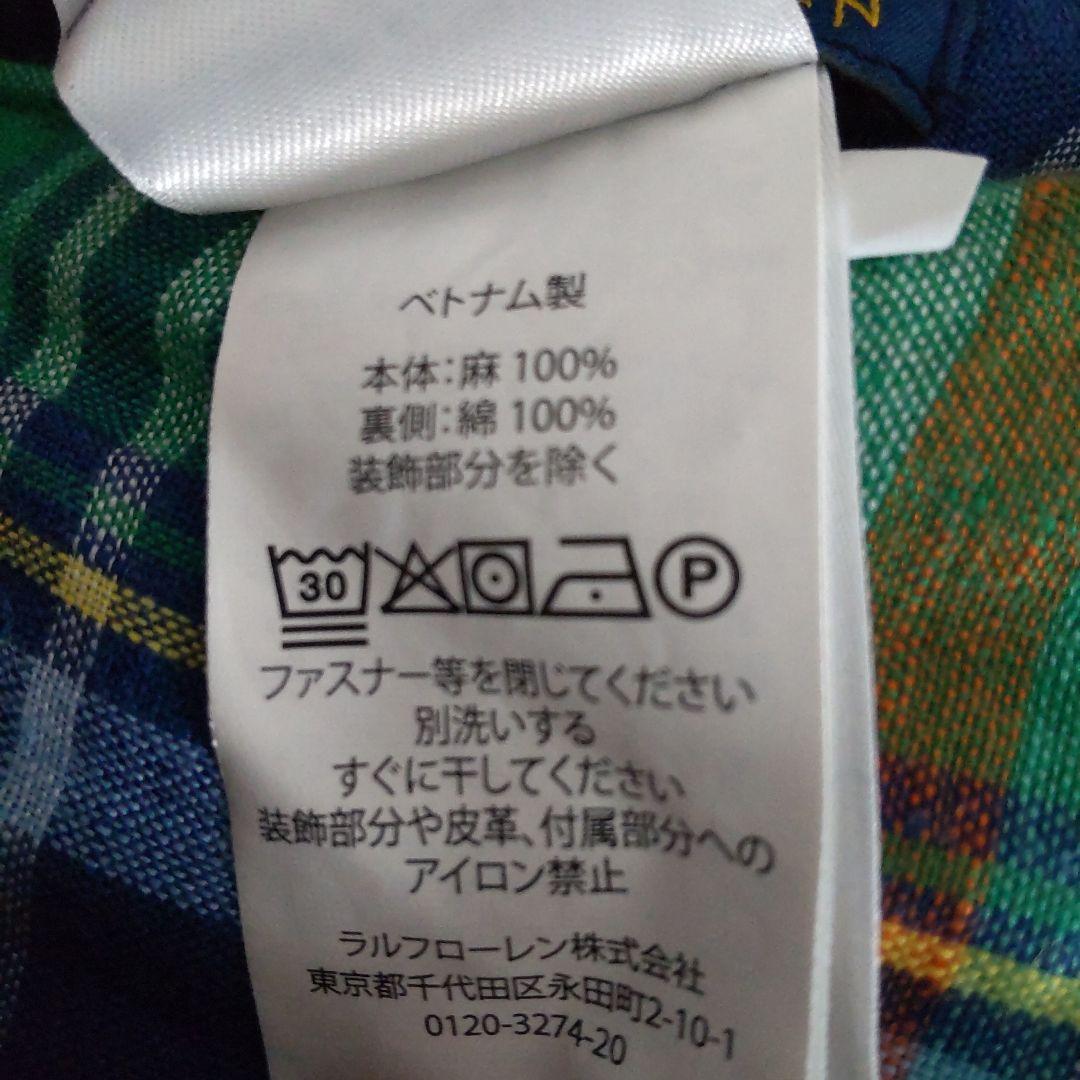 ベトナム製
本体:麻 100%
裏側:綿 100%
装飾部分を除く
30 P
ファスナー等を閉じてください
別洗いする
すぐに干してください
装飾部分や皮革、付属部分への
アイロン禁止
ラルフローレン株式会社
東京都千代田区永田町2-10-1
0120-3274-20